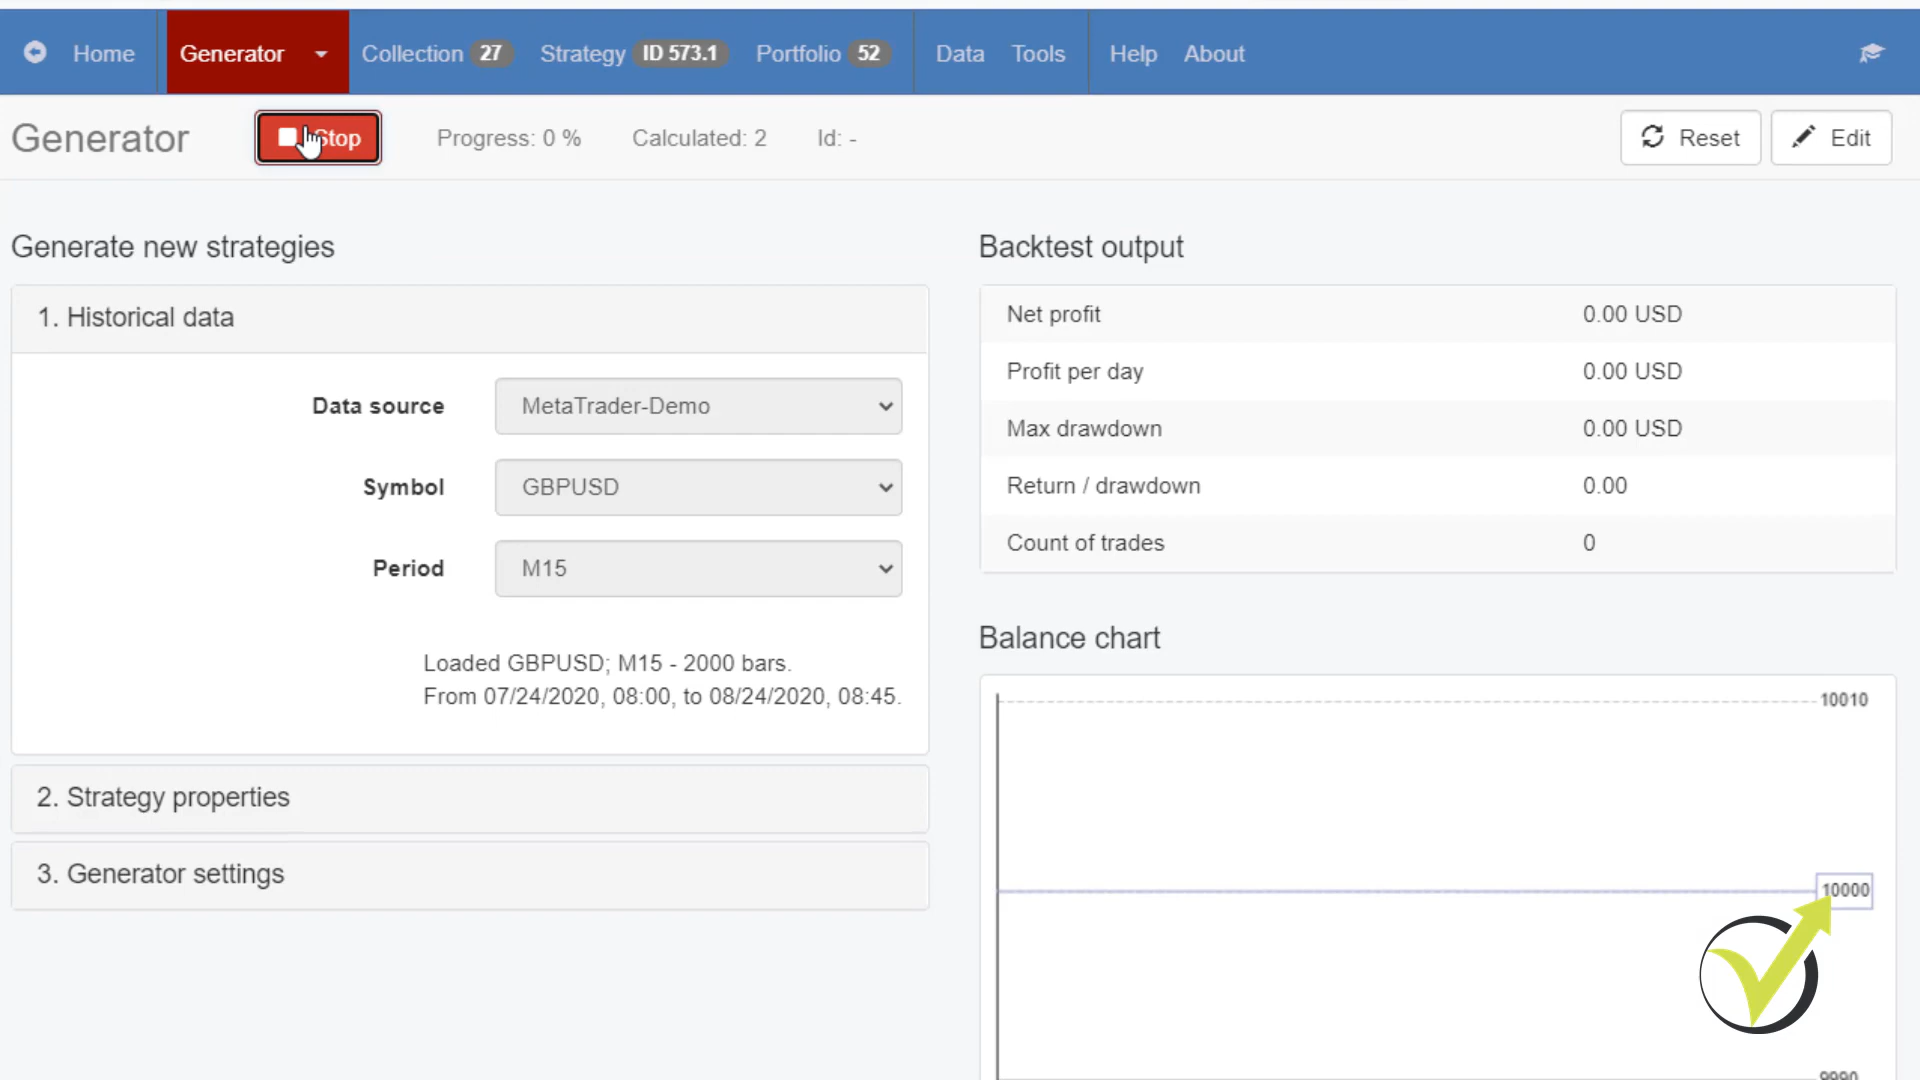 Home Generator Collection 27 Strategy ID 573.1 Portfolio 52 Data Tools Help About
Generator Stop Progress: 0 % Calculated: 2 Id: - Reset Edit
Generate new strategies
1. Historical data
Data source MetaTrader-Demo
Symbol GBPUSD
Period M15
Loaded GBPUSD; M15 - 2000 bars.
From 07/24/2020, 08:00, to 08/24/2020, 08:45.
2. Strategy properties
3. Generator settings
Backtest output
Net profit 0.00 USD
Profit per day 0.00 USD
Max drawdown 0.00 USD
Return / drawdown 0.00
Count of trades 0
Balance chart
10010
10000
9990